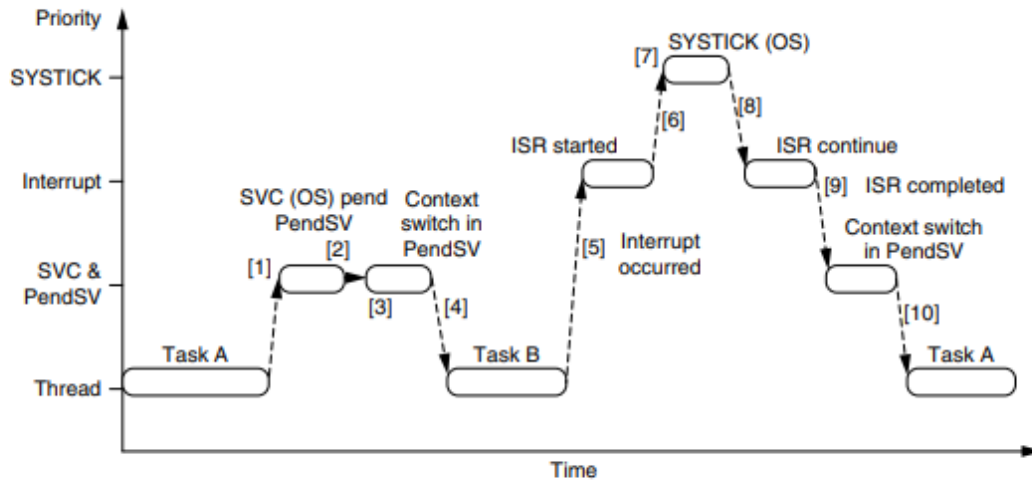 Priority
SYSTICK (OS)
[7]
SYSTICK
[6]
[8]
ISR started
ISR continue
Interrupt
[9] ISR completed
SVC (OS) pend
PendSV
[2]
Context
switch in
PendSV
[5] Interrupt
occurred
Context switch
in PendSV
SVC &
PendSV
[1]
[3]
[4]
[10]
Task A
Task B
Task A
Thread
Time